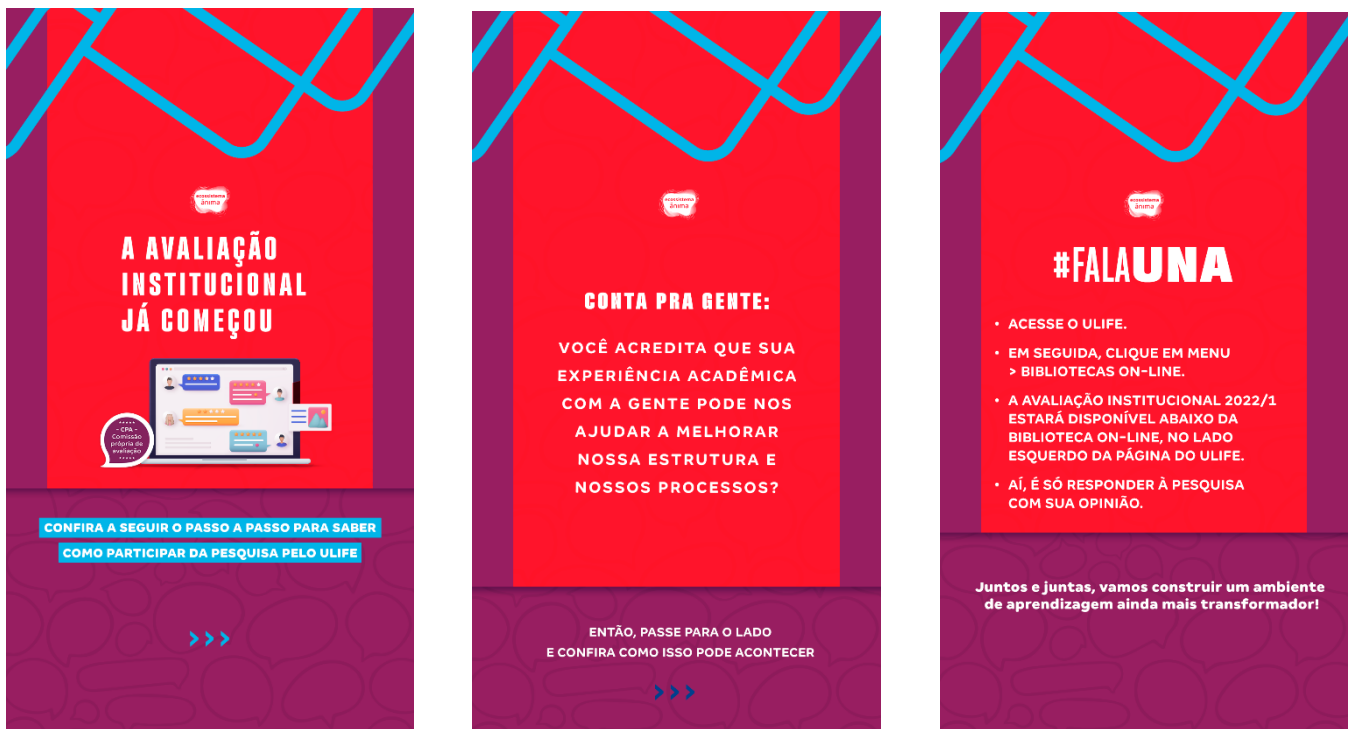 ecossistema
ânima
A AVALIAÇÃO
INSTITUCIONAL
JÁ COMEÇOU
- CPA -
Comissão
própria de
avaliação
CONFIRA A SEGUIR O PASSO A PASSO PARA SABER
COMO PARTICIPAR DA PESQUISA PELO ULIFE
>>>
ecossistema
ânima
CONTA PRA GENTE:
VOCÊ ACREDITA QUE SUA
EXPERIÊNCIA ACADÊMICA
COM A GENTE PODE NOS
AJUDAR A MELHORAR
NOSSA ESTRUTURA E
NOSSOS PROCESSOS?
ENTÃO, PASSE PARA O LADO
E CONFIRA COMO ISSO PODE ACONTECER
>>>
ecossistema
ânima
#FALAUNA
• ACESSE O ULIFE.
• EM SEGUIDA, CLIQUE EM MENU
> BIBLIOTECAS ON-LINE.
• A AVALIAÇÃO INSTITUCIONAL 2022/1
ESTARÁ DISPONÍVEL ABAIXO DA
BIBLIOTECA ON-LINE, NO LADO
ESQUERDO DA PÁGINA DO ULIFE.
• AÍ, É SÓ RESPONDER À PESQUISA
COM SUA OPINIÃO.
Juntos e juntas, vamos construir um ambiente
de aprendizagem ainda mais transformador!